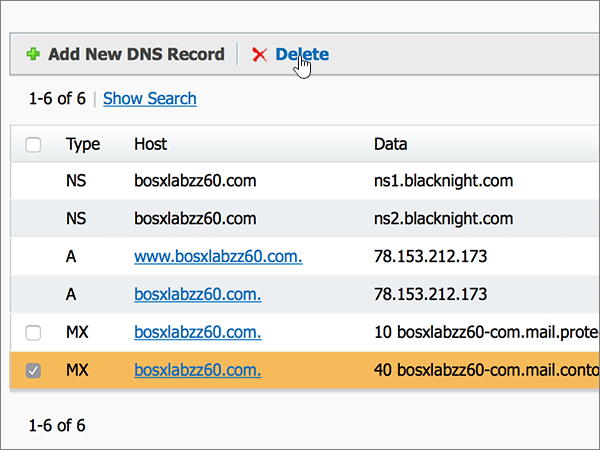 Add New DNS Record | Delete
1-6 of 6 | Show Search
Type Host Data
NS bosxlabzz60.com ns1.blacknight.com
NS bosxlabzz60.com ns2.blacknight.com
A www.bosxlabzz60.com. 78.153.212.173
A bosxlabzz60.com. 78.153.212.173
MX bosxlabzz60.com. 10 bosxlabzz60-com.mail.prote
MX bosxlabzz60.com. 40 bosxlabzz60-com.mail.conto
1-6 of 6